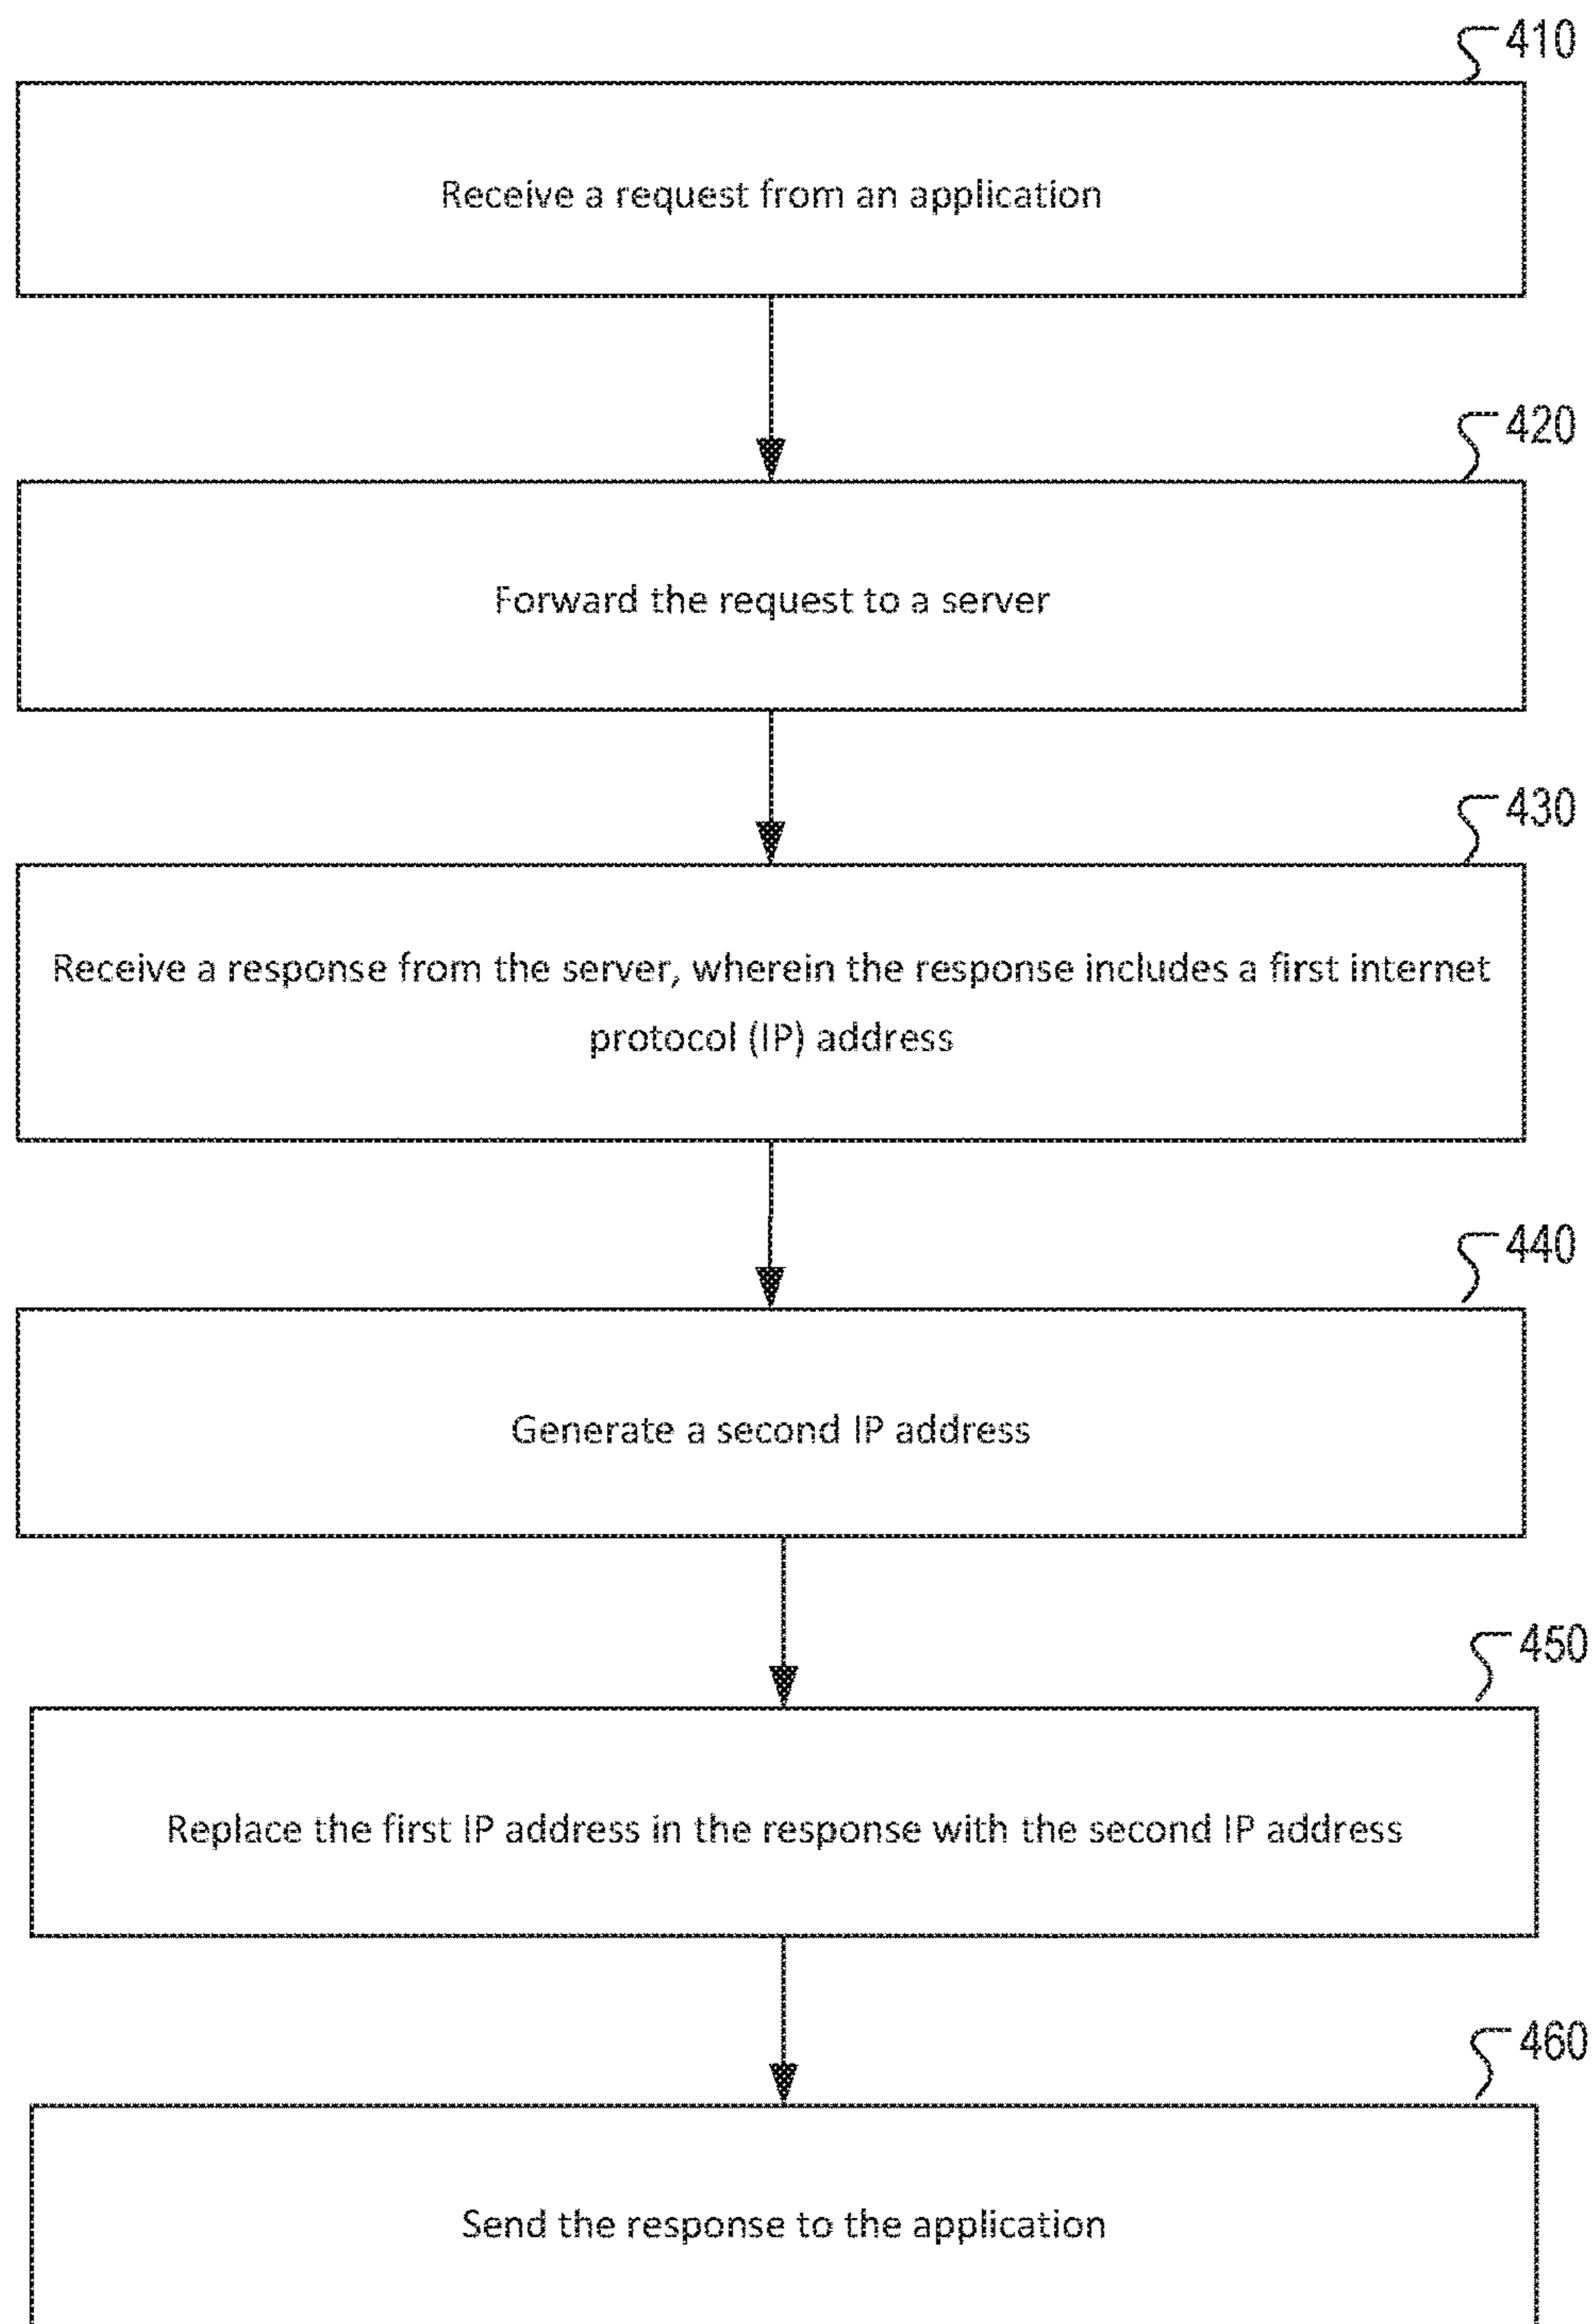 410
Receive a request from an application
420
Forward the request to a server
430
Receive a response from the server, wherein the response includes a first internet
protocol (IP) address
440
Generate a second IP address
450
Replace the first IP address in the response with the second IP address
460
Send the response to the application